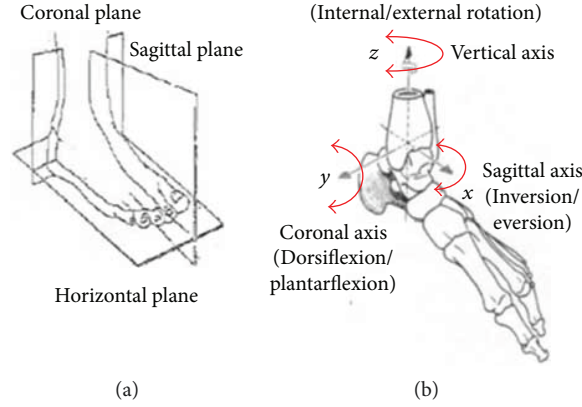 Coronal plane
Sagittal plane
Horizontal plane
(a)
(Internal/external rotation)
z
Vertical axis
y
x
Sagittal axis
(Inversion/
eversion)
Coronal axis
(Dorsiflexion/
plantarflexion)
(b)